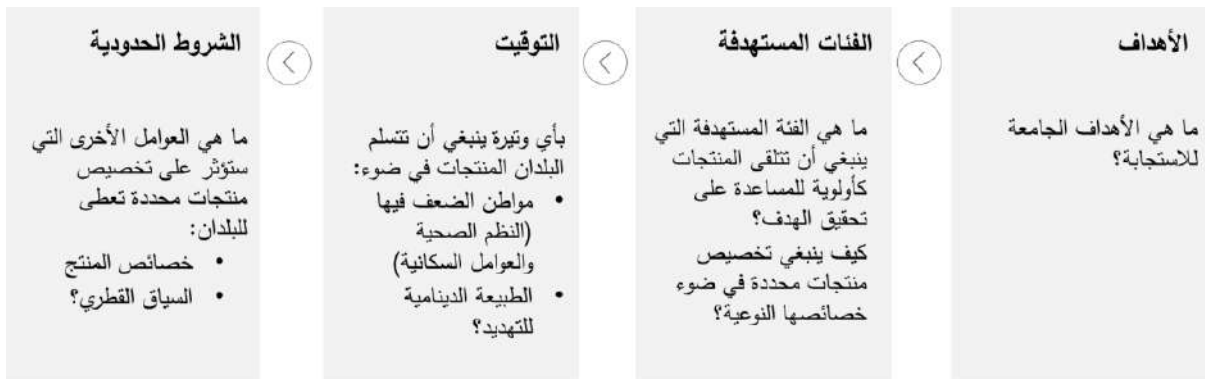 الأهداف
ما هي الأهداف الجامعة
للاستجابة؟
الفئات المستهدفة
ما هي الفئة المستهدفة التي
ينبغي أن تتلقى المنتجات
كأولوية للمساعدة على
تحقيق الهدف؟
كيف ينبغي تخصيص
منتجات محددة في ضوء
خصائصها النوعية؟
التوقيت
بأي وتيرة ينبغي أن تتسلم
البلدان المنتجات في ضوء:
• مواطن الضعف فيها
(النظم الصحية
والعوامل السكانية)
• الطبيعة الدينامية
للتهديد؟
الشروط الحدودية
ما هي العوامل الأخرى التي
ستؤثر على تخصيص
منتجات محددة تعطى
للبلدان:
• خصائص المنتج
• السياق القطري؟